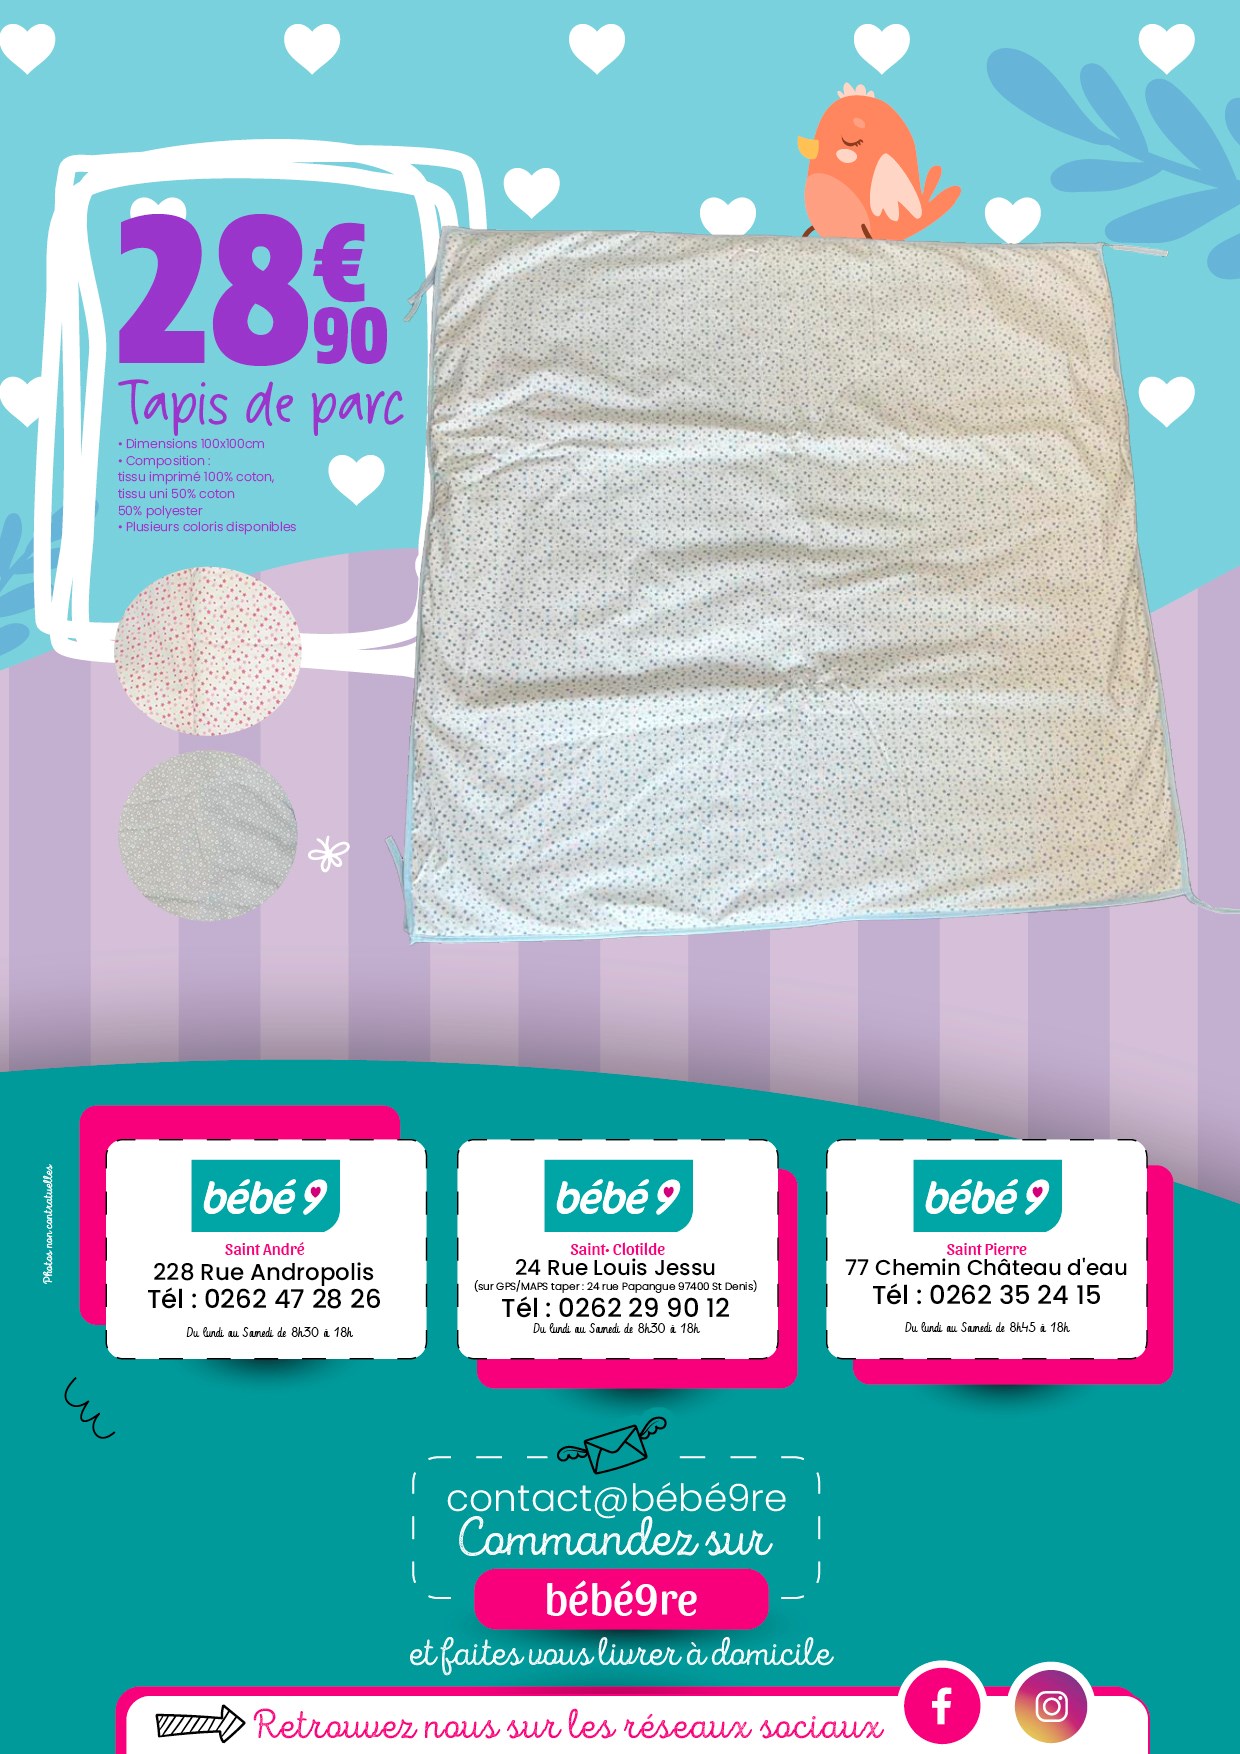 28€90
Tapis de parc
• Dimensions 100x100cm
• Composition :
tissu imprimé 100% coton,
tissu uni 50% coton
50% polyester
• Plusieurs coloris disponibles
Photos non contratuelles
bébé 9
Saint André
228 Rue Andropolis
Tél : 0262 47 28 26
Du lundi au Samedi de 8h30 à 18h
bébé 9
Saint- Clotilde
24 Rue Louis Jessu
(sur GPS/MAPS taper : 24 rue Papangue 97400 St Denis)
Tél : 0262 29 90 12
Du lundi au Samedi de 8h30 à 18h
bébé 9
Saint Pierre
77 Chemin Château d'eau
Tél : 0262 35 24 15
Du lundi au Samedi de 8h45 à 18h
contact@bébé9re
Commandez sur
bébé9re
et faites vous livrer à domicile
Retrouvez nous sur les réseaux sociaux